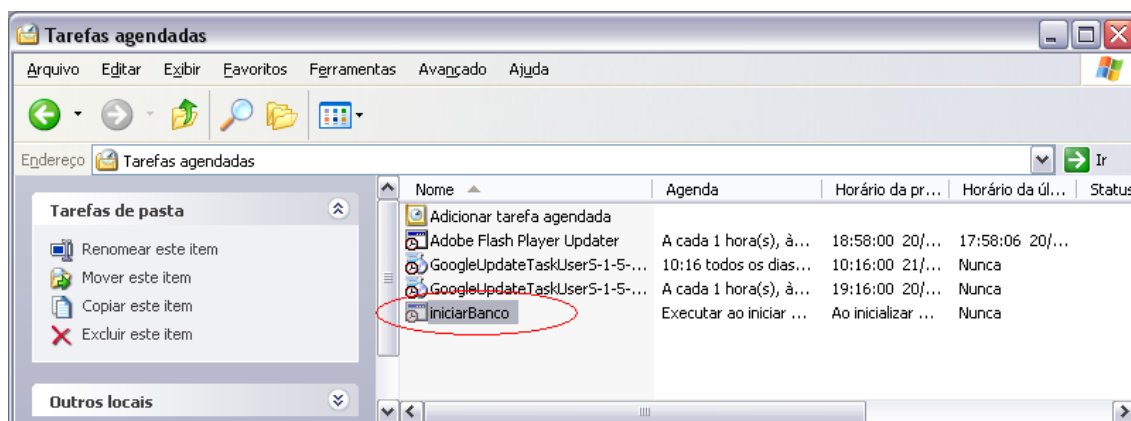 Tarefas agendadas
Arquivo Editar Exibir Favoritos Ferramentas Avançado Ajuda
Endereço Tarefas agendadas Ir
Tarefas de pasta
Renomear este item
Mover este item
Copiar este item
Excluir este item
Outros locais
Nome Agenda Horário da pr... Horário da úl... Status
Adicionar tarefa agendada
Adobe Flash Player Updater A cada 1 hora(s), à... 18:58:00 20/... 17:58:06 20/...
GoogleUpdateTaskUserS-1-5-... 10:16 todos os dias... 10:16:00 21/... Nunca
GoogleUpdateTaskUserS-1-5-... A cada 1 hora(s), à... 19:16:00 20/... Nunca
iniciarBanco Executar ao iniciar ... Ao inicializar ... Nunca